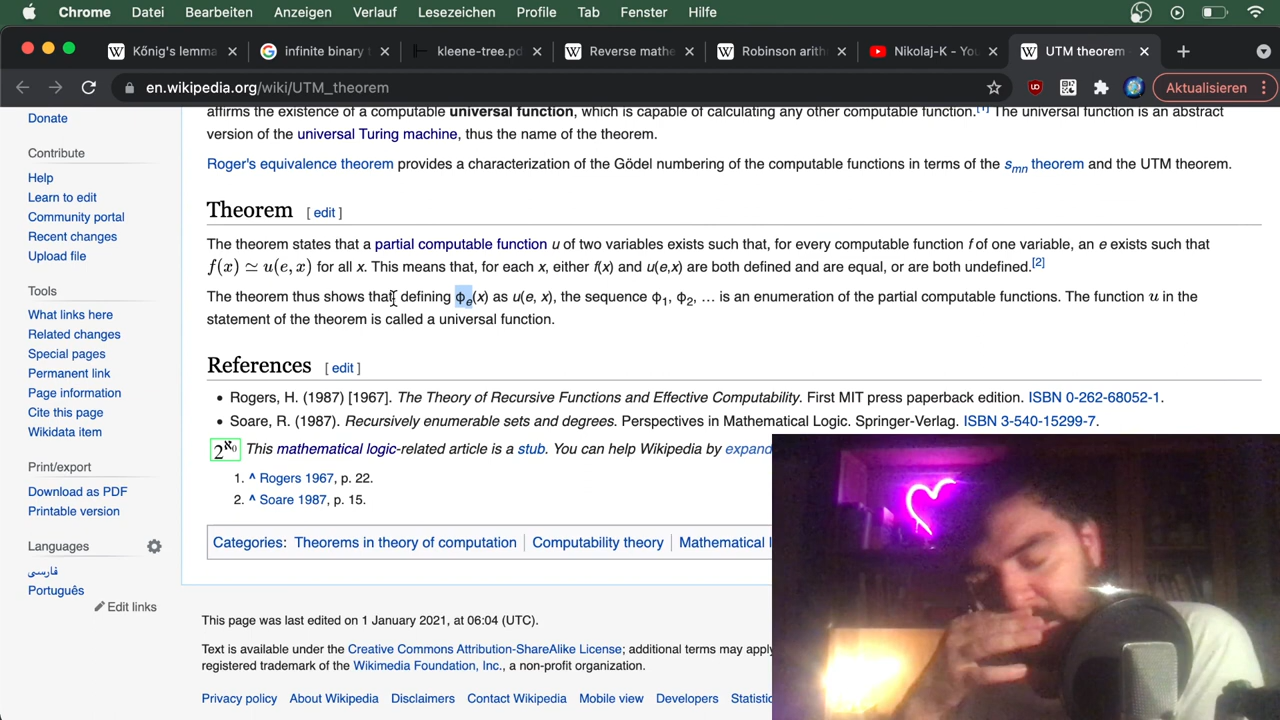 Chrome Datei Bearbeiten Anzeigen Verlauf Lesezeichen Profile Tab Fenster Hilfe
Kőnig's lemma infinite binary t kleene-tree.pd Reverse mathe Robinson arith Nikolaj-K - Yo UTM theorem -
en.wikipedia.org/wiki/UTM_theorem Aktualisieren
affirms the existence of a computable universal function, which is capable of calculating any other computable function.[1] The universal function is an abstract
version of the universal Turing machine, thus the name of the theorem.
Roger's equivalence theorem provides a characterization of the Gödel numbering of the computable functions in terms of the smn theorem and the UTM theorem.
Theorem [ edit ]
The theorem states that a partial computable function u of two variables exists such that, for every computable function f of one variable, an e exists such that
f(x) ≃ u(e, x) for all x. This means that, for each x, either f(x) and u(e,x) are both defined and are equal, or are both undefined.[2]
The theorem thus shows that, defining φe(x) as u(e, x), the sequence φ1, φ2, … is an enumeration of the partial computable functions. The function u in the
statement of the theorem is called a universal function.
References [ edit ]
• Rogers, H. (1987) [1967]. The Theory of Recursive Functions and Effective Computability. First MIT press paperback edition. ISBN 0-262-68052-1.
• Soare, R. (1987). Recursively enumerable sets and degrees. Perspectives in Mathematical Logic. Springer-Verlag. ISBN 3-540-15299-7.
2ℵ0 This mathematical logic-related article is a stub. You can help Wikipedia by expand
1. ^ Rogers 1967, p. 22.
2. ^ Soare 1987, p. 15.
Categories: Theorems in theory of computation Computability theory Mathematical l
This page was last edited on 1 January 2021, at 06:04 (UTC).
Text is available under the Creative Commons Attribution-ShareAlike License; additional terms may apply
registered trademark of the Wikimedia Foundation, Inc., a non-profit organization.
Privacy policy About Wikipedia Disclaimers Contact Wikipedia Mobile view Developers Statistic
Donate
Contribute
Help
Learn to edit
Community portal
Recent changes
Upload file
Tools
What links here
Related changes
Special pages
Permanent link
Page information
Cite this page
Wikidata item
Print/export
Download as PDF
Printable version
Languages
فارسی
Português
Edit links